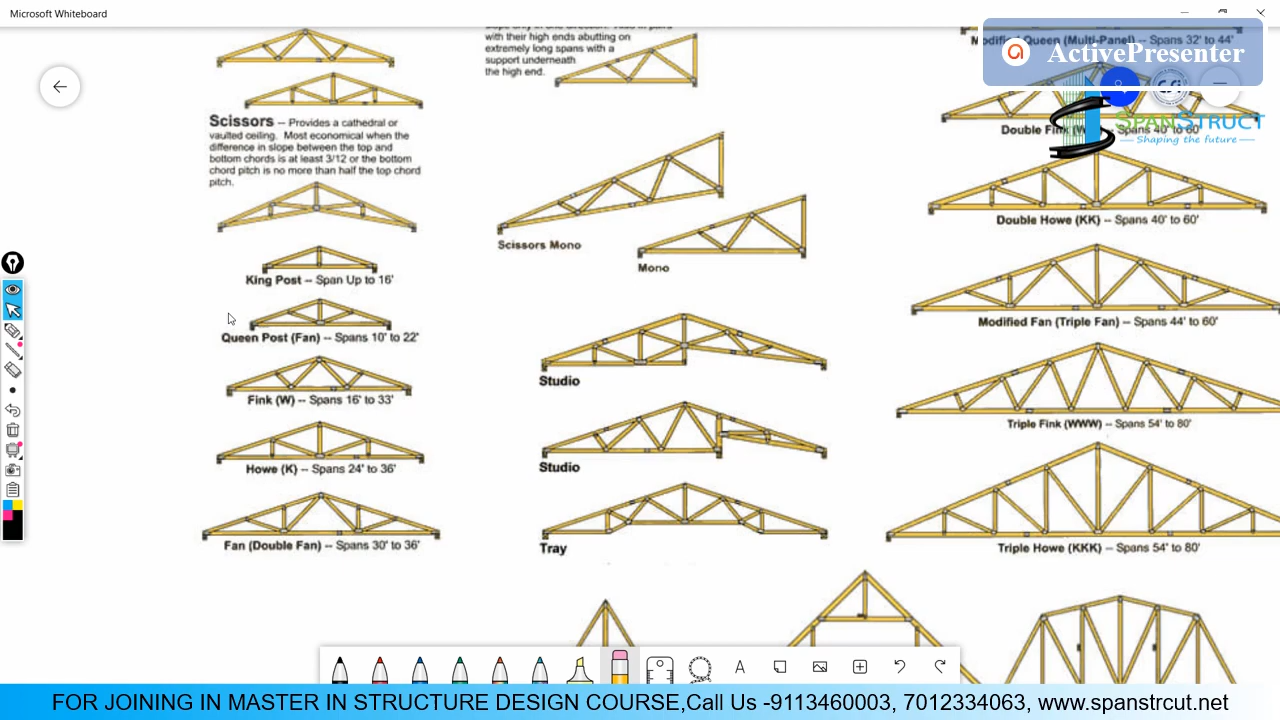 Microsoft Whiteboard
with their high ends abutting on
extremely long spans with a
support underneath
the high end.
Modified Queen (Multi-Panel) -- Spans 32' to 44'
ActivePresenter
SPANSTRUCT
Shaping the future
Scissors -- Provides a cathedral or
vaulted ceiling. Most economical when the
difference in slope between the top and
bottom chords is at least 3/12 or the bottom
chord pitch is no more than half the top chord
pitch.
King Post -- Span Up to 16'
Queen Post (Fan) -- Spans 10' to 22'
Fink (W) -- Spans 16' to 33'
Howe (K) -- Spans 24' to 36'
Fan (Double Fan) -- Spans 30' to 36'
Scissors Mono
Mono
Studio
Studio
Tray
Double Fink Spans 40' to 60'
Double Howe (KK) -- Spans 40' to 60'
Modified Fan (Triple Fan) -- Spans 44' to 60'
Triple Fink (WWW) -- Spans 54' to 80'
Triple Howe (KKK) -- Spans 54' to 80'
FOR JOINING IN MASTER IN STRUCTURE DESIGN COURSE,Call Us -9113460003, 7012334063, www.spanstrcut.net